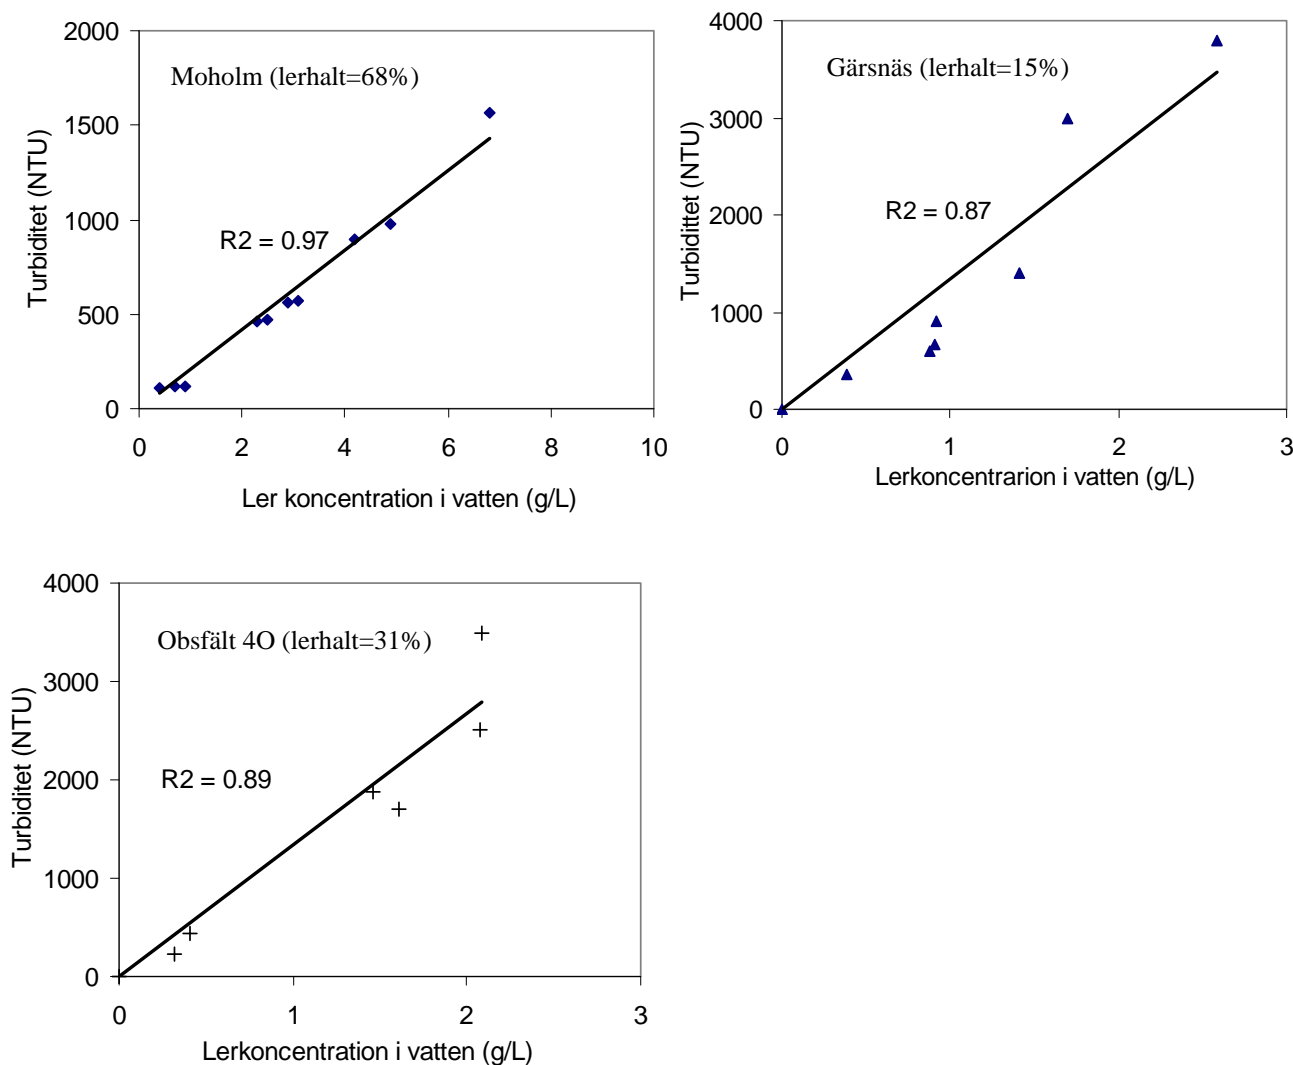 2000
1500
1000
500
0
Turbiditet (NTU)
Moholm (lerhalt=68%)
R2 = 0.97
0 2 4 6 8 10
Ler koncentration i vatten (g/L)
4000
3000
2000
1000
0
Turbidittet (NTU)
Gärsnäs (lerhalt=15%)
R2 = 0.87
0 1 2 3
Lerkoncentrarion i vatten (g/L)
4000
3000
2000
1000
0
Turbiditet (NTU)
Obsfält 4O (lerhalt=31%)
R2 = 0.89
0 1 2 3
Lerkoncentration i vatten (g/L)